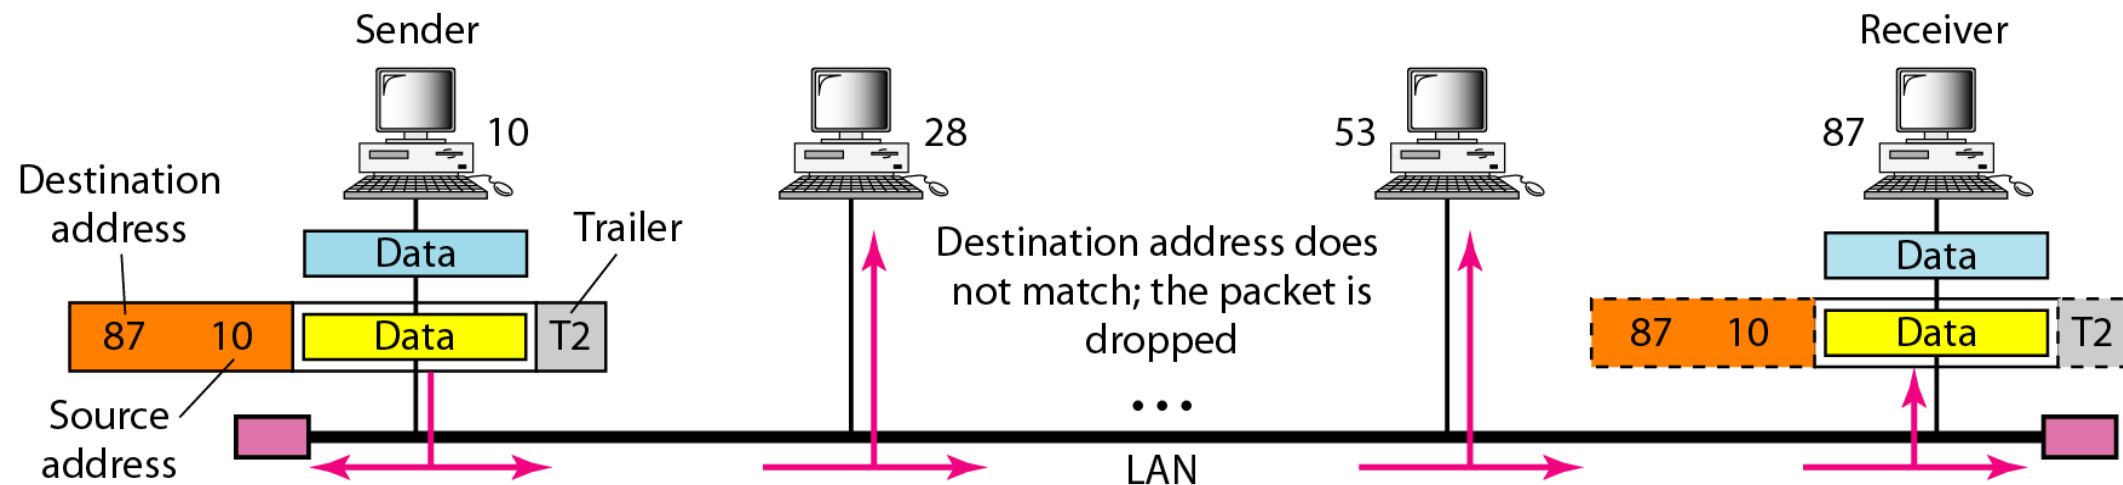 Sender
Receiver
10
28
53
87
Destination
address
Trailer
Data
Destination address does
not match; the packet is
dropped
Data
87 10
Data
T2
87 10
Data
T2
Source
address
...
LAN